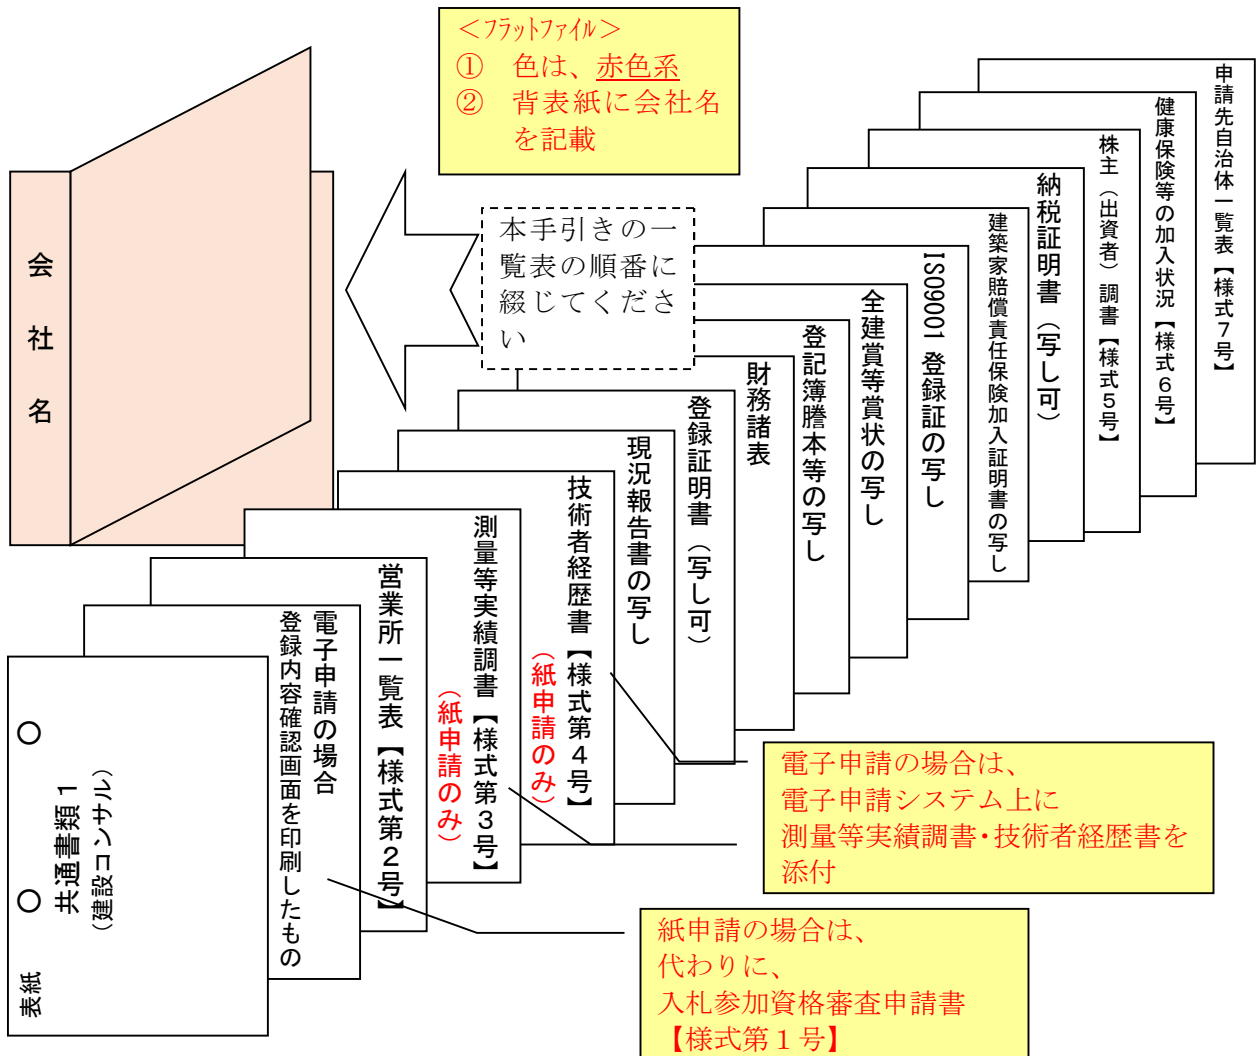 ＜フラットファイル＞
①　色は、赤色系
②　背表紙に会社名
を記載
会社名
本手引きの一
覧表の順番に
綴じてくださ
い
表紙
共通書類１
（建設コンサル）
電子申請の場合
登録内容確認画面を印刷したもの
営業所一覧表【様式第２号】
測量等実績調書【様式第３号】
（紙申請のみ）
技術者経歴書【様式第４号】
（紙申請のみ）
現況報告書の写し
登録証明書（写し可）
財務諸表
登記簿謄本等の写し
全建賞等賞状の写し
ISO9001 登録証の写し
建築家賠償責任保険加入証明書の写し
納税証明書（写し可）
株主（出資者）調書【様式５号】
健康保険等の加入状況【様式６号】
申請先自治体一覧表【様式７号】
電子申請の場合は、
電子申請システム上に
測量等実績調書・技術者経歴書を
添付
紙申請の場合は、
代わりに、
入札参加資格審査申請書
【様式第１号】